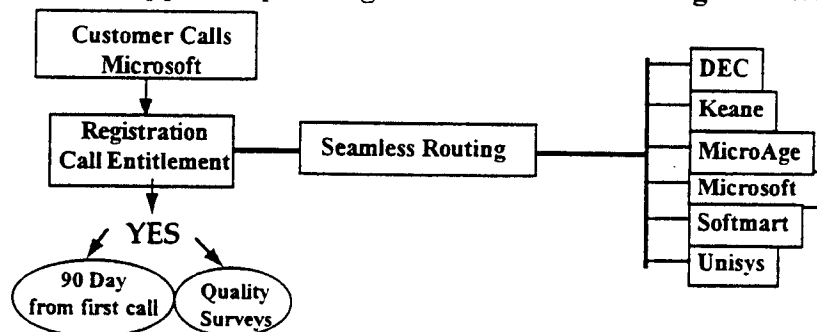 Customer Calls
Microsoft
Registration
Call Entitlement
Seamless Routing
DEC
Keane
MicroAge
Microsoft
Softmart
Unisys
YES
90 Day
from first call
Quality
Surveys